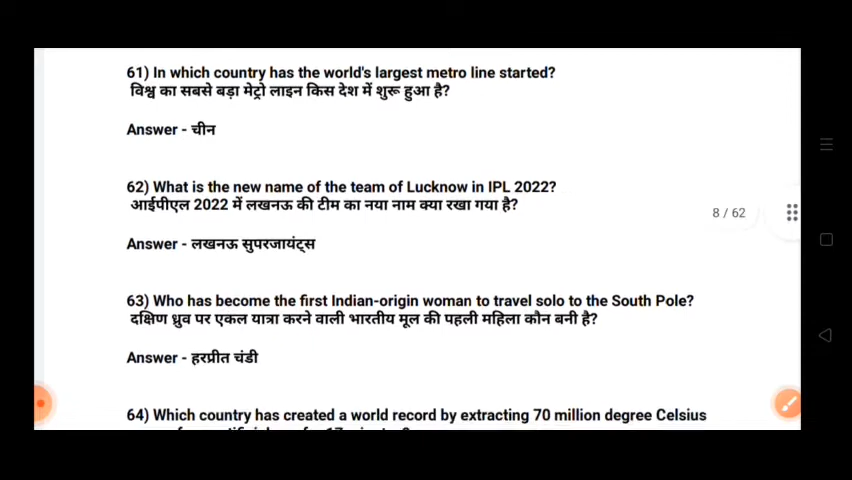 61) In which country has the world's largest metro line started?
विश्व का सबसे बड़ा मेट्रो लाइन किस देश में शुरू हुआ है?
Answer - चीन
62) What is the new name of the team of Lucknow in IPL 2022?
आईपीएल 2022 में लखनऊ की टीम का नया नाम क्या रखा गया है?
8 / 62
Answer - लखनऊ सुपरजायंट्स
63) Who has become the first Indian-origin woman to travel solo to the South Pole?
दक्षिण ध्रुव पर एकल यात्रा करने वाली भारतीय मूल की पहली महिला कौन बनी है?
Answer - हरप्रीत चंडी
64) Which country has created a world record by extracting 70 million degree Celsius